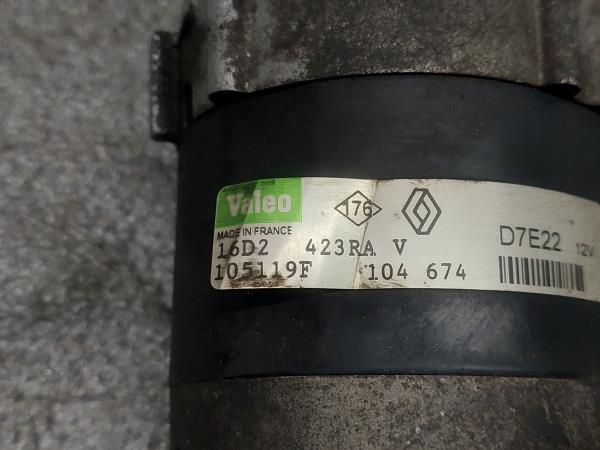 Valeo
176
MADE IN FRANCE
16D2 423RA V
105119F 104 674
D7E22 12V